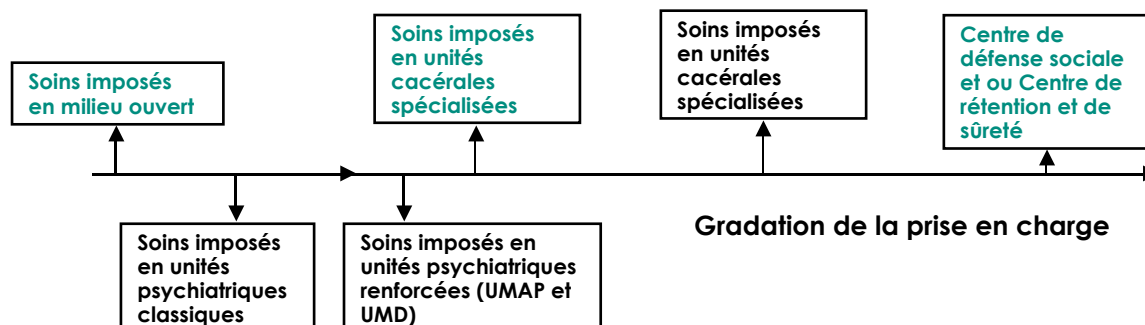 Soins imposés
en milieu ouvert
Soins imposés
en unités
cacérales
spécialisées
Soins imposés
en unités
cacérales
spécialisées
Centre de
défense sociale
et ou Centre de
rétention et de
sûreté
Soins imposés
en unités
psychiatriques
classiques
Soins imposés en
unités psychiatriques
renforcées (UMAP et
UMD)
Gradation de la prise en charge